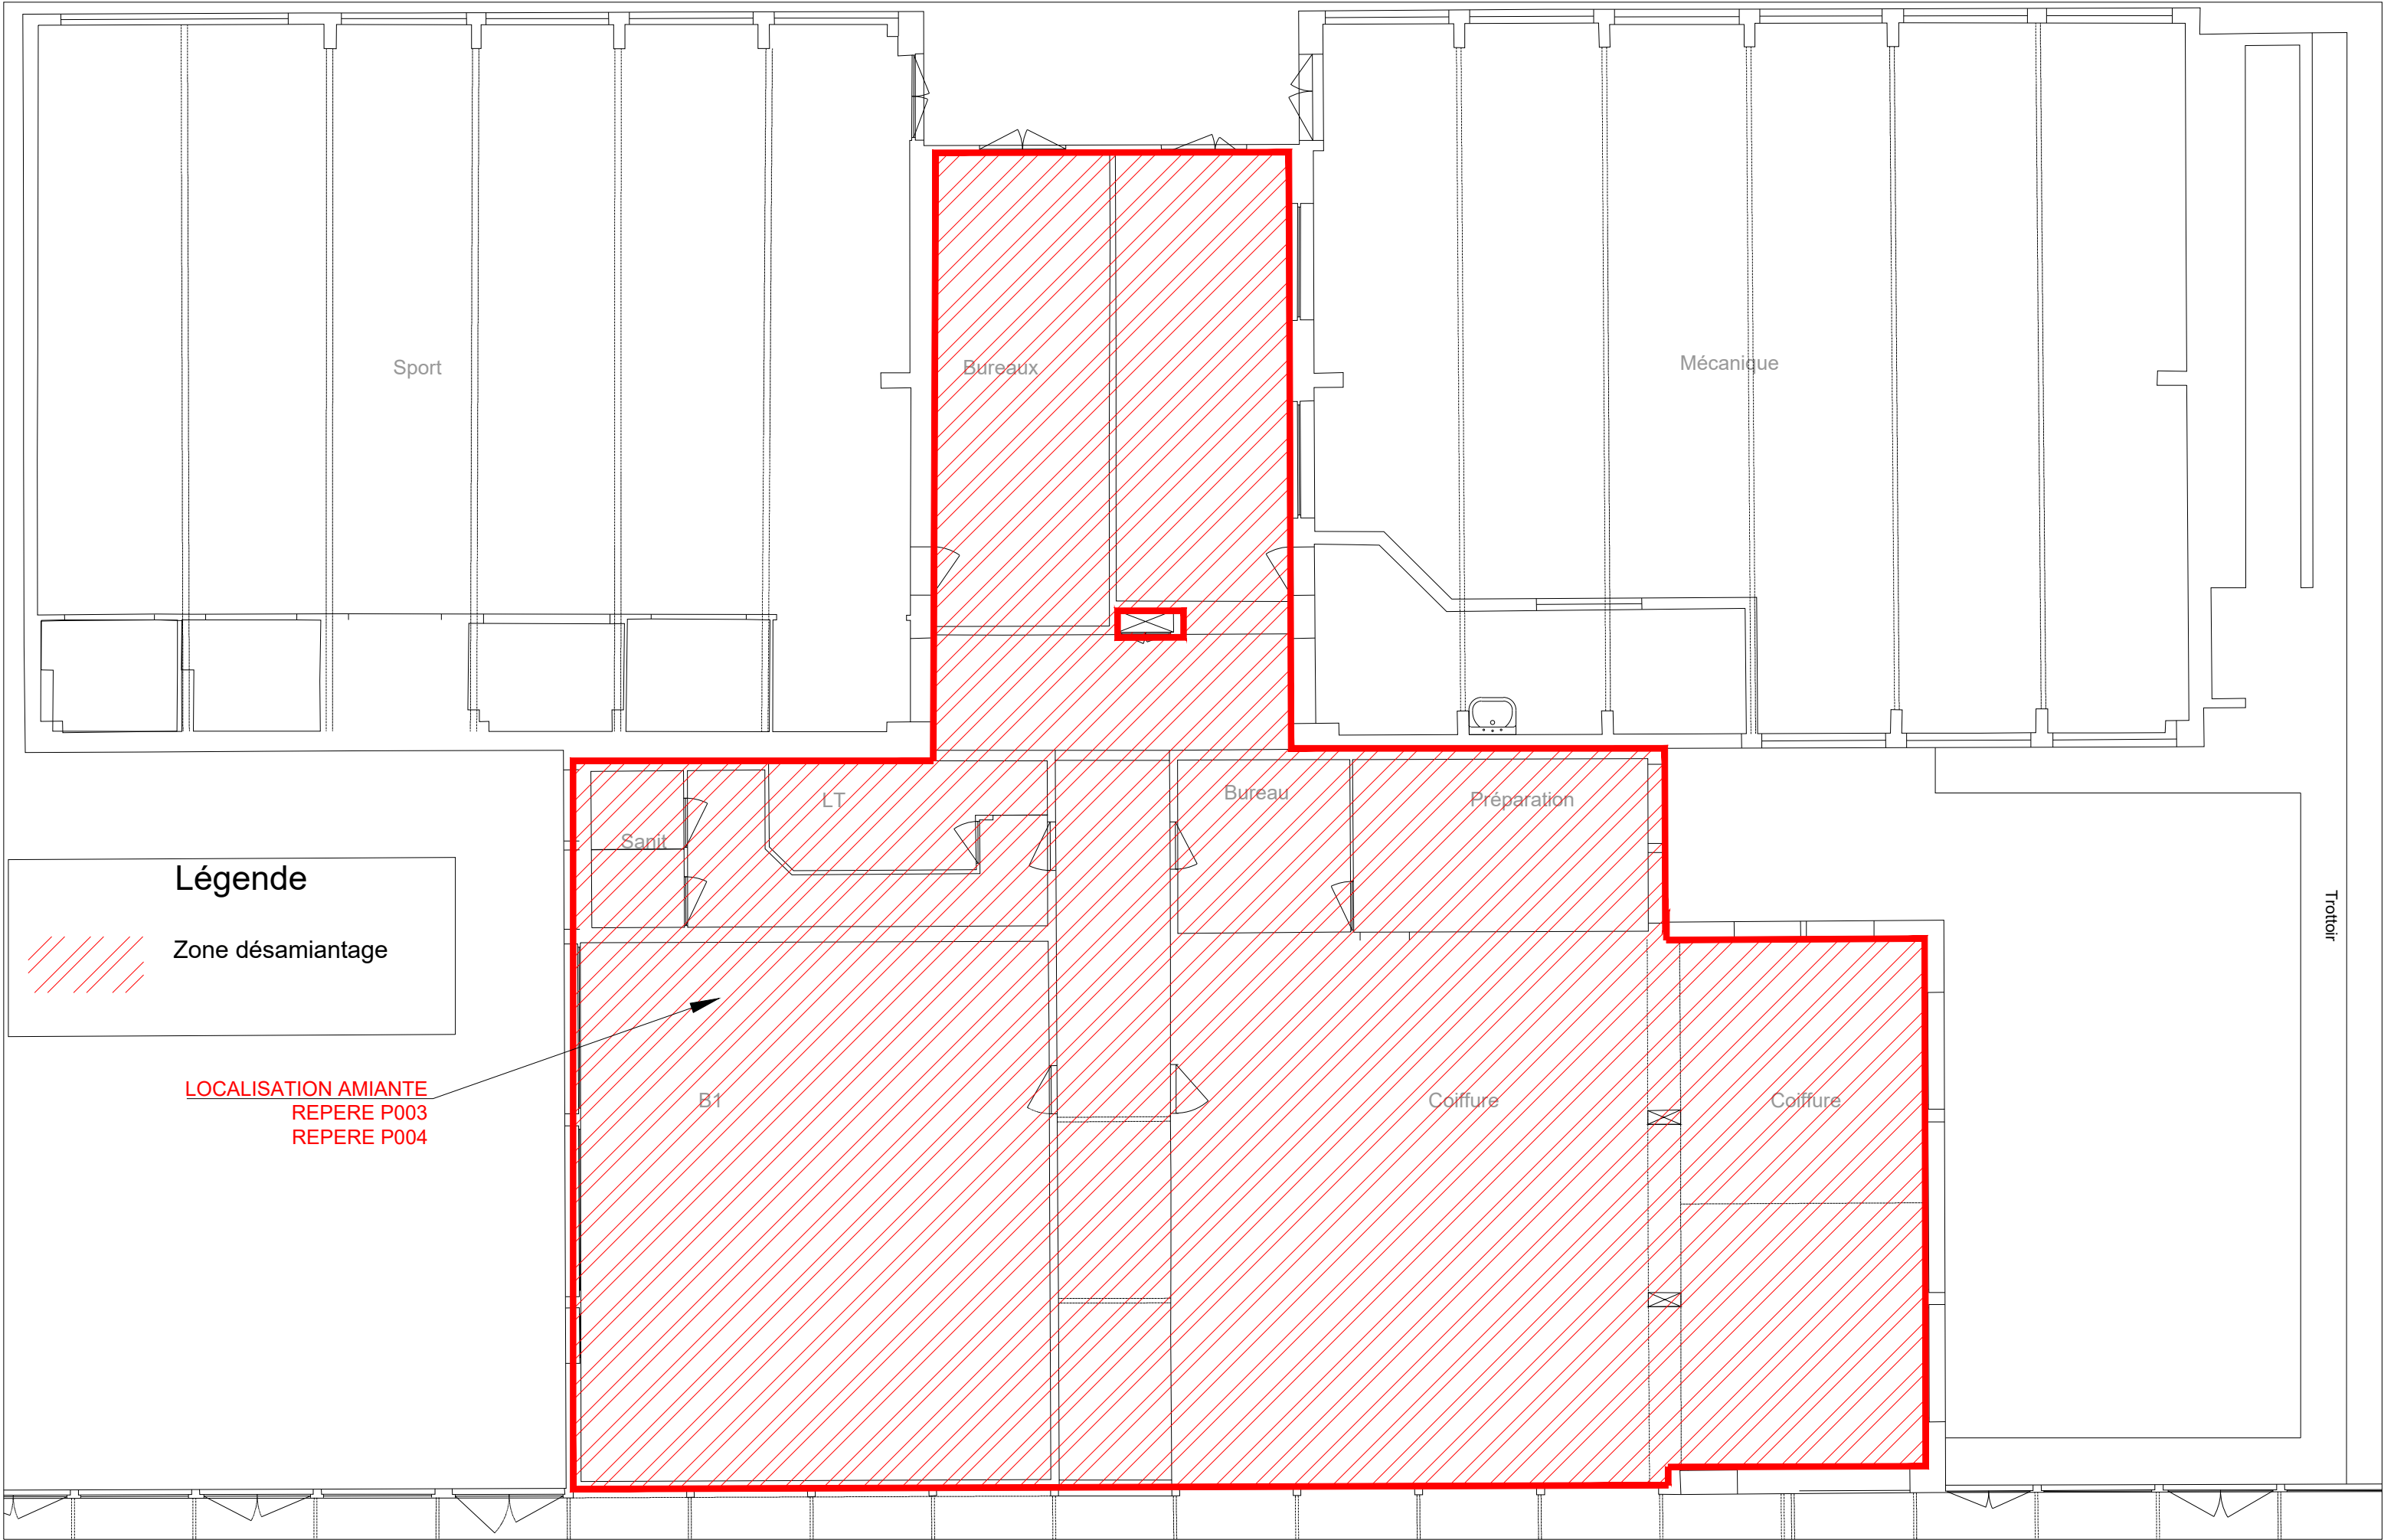 Sport
Bureaux
Mécanique
LT
Bureau
Préparation
Sanit
Légende
Zone désamiantage
Trottoir
LOCALISATION AMIANTE
REPERE P003
REPERE P004
B1
Coiffure
Coiffure